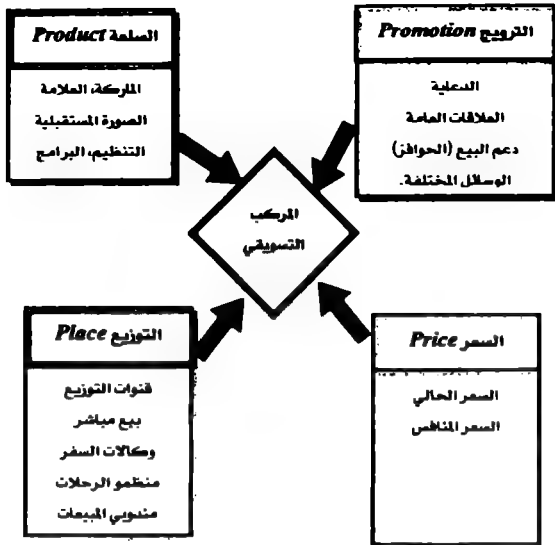 السلعة Product
الماركة، العلامة
الصورة المستقبلية
التنظيم، البرامج
الترويج Promotion
الدعاية
العلاقات العامة
دعم البيع (الحوافز)
الوسائل المختلفة.
المركب
التسويقي
التوزيع Place
قنوات التوزيع
بيع مباشر
وكالات السفر
منظمو الرحلات
مندوبي المبيعات
السعر Price
السعر الحالي
السعر المنافس